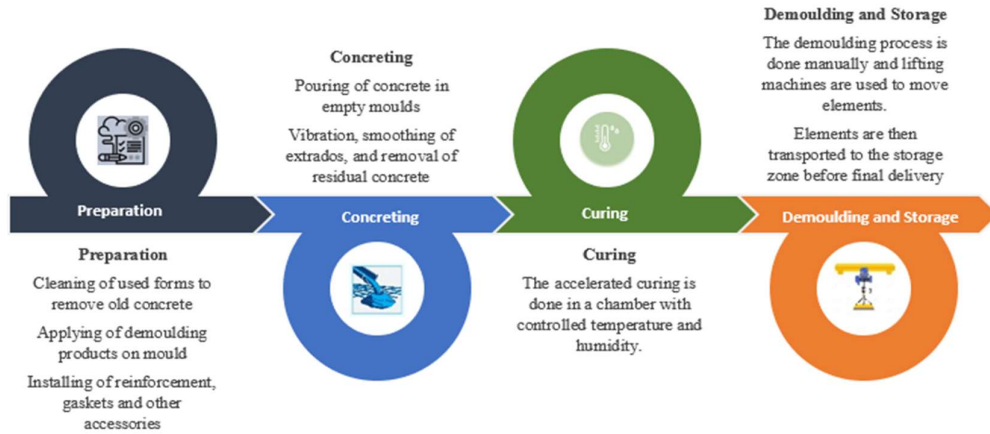 Preparation
Preparation
Cleaning of used forms to
remove old concrete
Applying of demoulding
products on mould
Installing of reinforcement,
gaskets and other
accessories
Concreting
Pouring of concrete in
empty moulds
Vibration, smoothing of
extrados, and removal of
residual concrete
Concreting
Curing
Curing
The accelerated curing is
done in a chamber with
controlled temperature and
humidity.
Demoulding and Storage
The demoulding process is
done manually and lifting
machines are used to move
elements.
Elements are then
transported to the storage
zone before final delivery
Demoulding and Storage